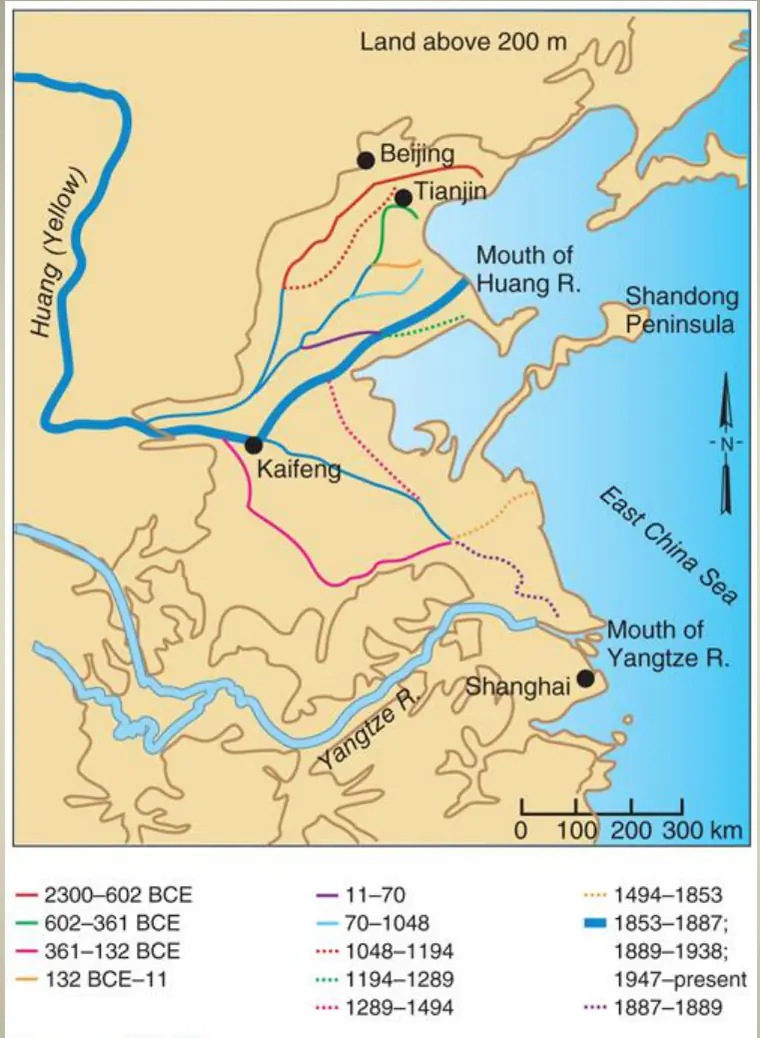 Land above 200 m
Beijing
Tianjin
Huang (Yellow)
Mouth of
Huang R.
Shandong
Peninsula
N
Kaifeng
East China Sea
Mouth of
Yangtze R.
Shanghai
Yangtze R.
0 100 200 300 km
2300–602 BCE
602–361 BCE
361–132 BCE
132 BCE–11
11–70
70–1048
1048–1194
1194–1289
1289–1494
1494–1853
1853–1887;
1889–1938;
1947–present
1887–1889